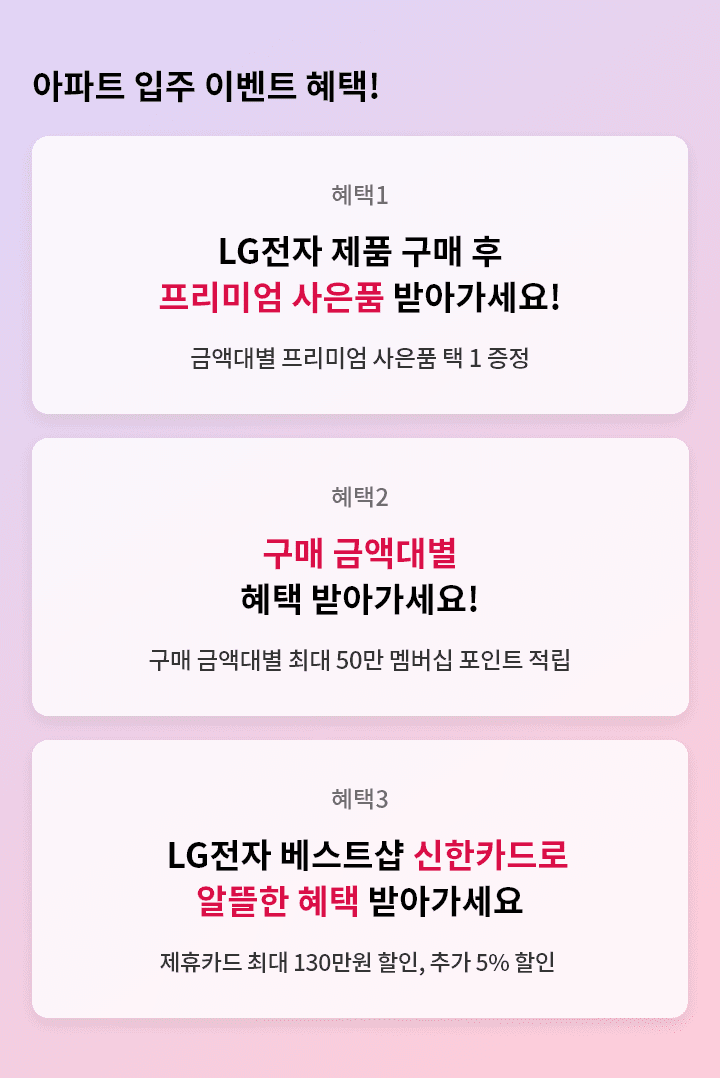 아파트 입주 이벤트 혜택!
혜택1
LG전자 제품 구매 후
프리미엄 사은품 받아가세요!
금액대별 프리미엄 사은품 택 1 증정
혜택2
구매 금액대별
혜택 받아가세요!
구매 금액대별 최대 50만 멤버십 포인트 적립
혜택3
LG전자 베스트샵 신한카드로
알뜰한 혜택 받아가세요
제휴카드 최대 130만원 할인, 추가 5% 할인